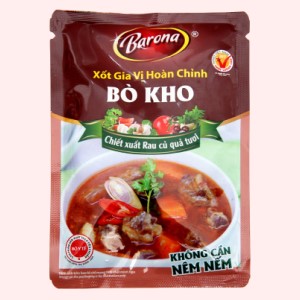 Barona
Xốt Gia Vị Hoàn Chỉnh
BÒ KHO
Chiết xuất Rau củ quả tươi
KHÔNG CẦN
NÊM NẾM